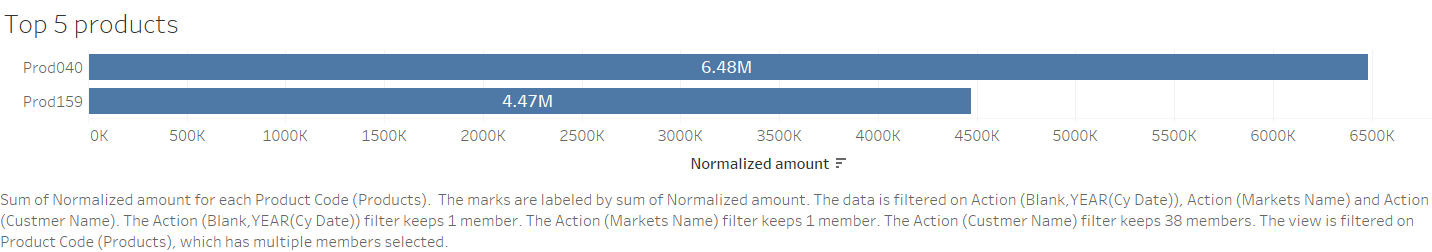 Top 5 products
Prod040
6.48M
Prod159
4.47M
0K 500K 1000K 1500K 2000K 2500K 3000K 3500K 4000K 4500K 5000K 5500K 6000K 6500K
Normalized amount
Sum of Normalized amount for each Product Code (Products).  The marks are labeled by sum of Normalized amount. The data is filtered on Action (Blank,YEAR(Cy Date)), Action (Markets Name) and Action
(Custmer Name). The Action (Blank,YEAR(Cy Date)) filter keeps 1 member. The Action (Markets Name) filter keeps 1 member. The Action (Custmer Name) filter keeps 38 members. The view is filtered on
Product Code (Products), which has multiple members selected.